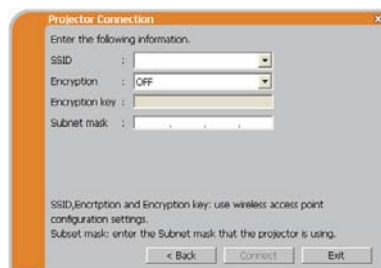 Projector Connection x
Enter the following information.
SSID :
Encryption : OFF
Encryption key :
Subnet mask : . . .
SSID,Encrtption and Encryption key: use wireless access point
configuration settings.
Subset mask: enter the Subnet mask that the projector is using.
< Back Connect Exit